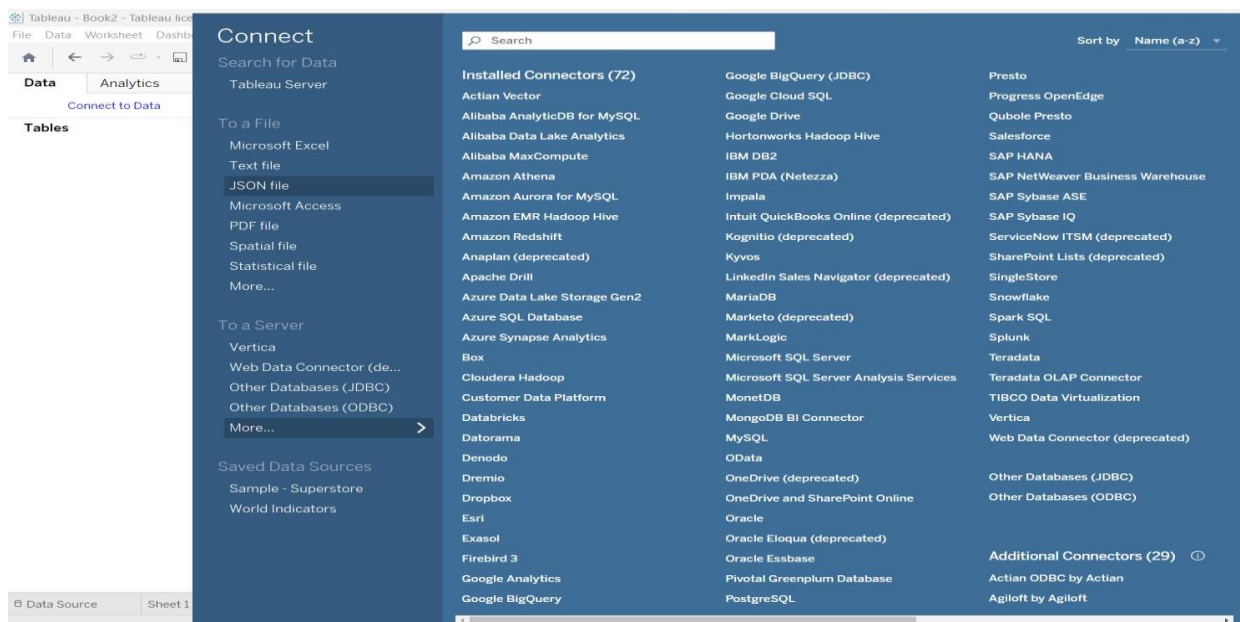 Tableau - Book2 - Tableau lice
File Data Worksheet Dashb
Data Analytics
Connect to Data
Tables
Data Source Sheet 1
Connect
Search for Data
Tableau Server
To a File
Microsoft Excel
Text file
JSON file
Microsoft Access
PDF file
Spatial file
Statistical file
More...
To a Server
Vertica
Web Data Connector (de...
Other Databases (JDBC)
Other Databases (ODBC)
More...
Saved Data Sources
Sample - Superstore
World Indicators
Search
Sort by Name (a-z)
Installed Connectors (72)
Actian Vector
Alibaba AnalyticDB for MySQL
Alibaba Data Lake Analytics
Alibaba MaxCompute
Amazon Athena
Amazon Aurora for MySQL
Amazon EMR Hadoop Hive
Amazon Redshift
Anaplan (deprecated)
Apache Drill
Azure Data Lake Storage Gen2
Azure SQL Database
Azure Synapse Analytics
Box
Cloudera Hadoop
Customer Data Platform
Databricks
Datorama
Denodo
Dremio
Dropbox
Esri
Exasol
Firebird 3
Google Analytics
Google BigQuery
Google BigQuery (JDBC)
Google Cloud SQL
Google Drive
Hortonworks Hadoop Hive
IBM DB2
IBM PDA (Netezza)
Impala
Intuit QuickBooks Online (deprecated)
Kognitio (deprecated)
Kyvos
LinkedIn Sales Navigator (deprecated)
MariaDB
Marketo (deprecated)
MarkLogic
Microsoft SQL Server
Microsoft SQL Server Analysis Services
MonetDB
MongoDB BI Connector
MySQL
OData
OneDrive (deprecated)
OneDrive and SharePoint Online
Oracle
Oracle Eloqua (deprecated)
Oracle Essbase
Pivotal Greenplum Database
PostgreSQL
Presto
Progress OpenEdge
Qubole Presto
Salesforce
SAP HANA
SAP NetWeaver Business Warehouse
SAP Sybase ASE
SAP Sybase IQ
ServiceNow ITSM (deprecated)
SharePoint Lists (deprecated)
SingleStore
Snowflake
Spark SQL
Splunk
Teradata
Teradata OLAP Connector
TIBCO Data Virtualization
Vertica
Web Data Connector (deprecated)
Other Databases (JDBC)
Other Databases (ODBC)
Additional Connectors (29)
Actian ODBC by Actian
Agiloft by Agiloft